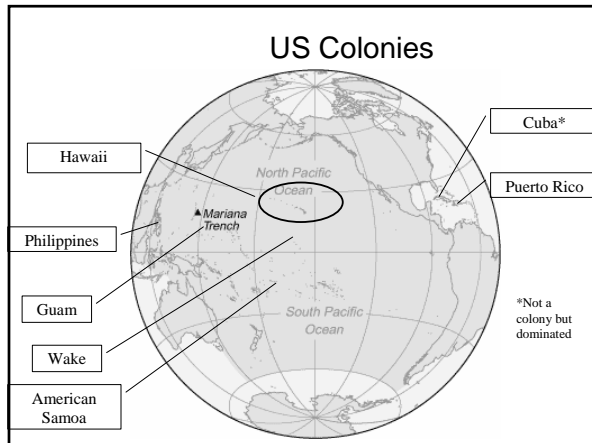 US Colonies
Cuba*
Hawaii
North Pacific
Ocean
Puerto Rico
Mariana
Trench
Philippines
Guam
*Not a
colony but
dominated
South Pacific
Ocean
Wake
American
Samoa